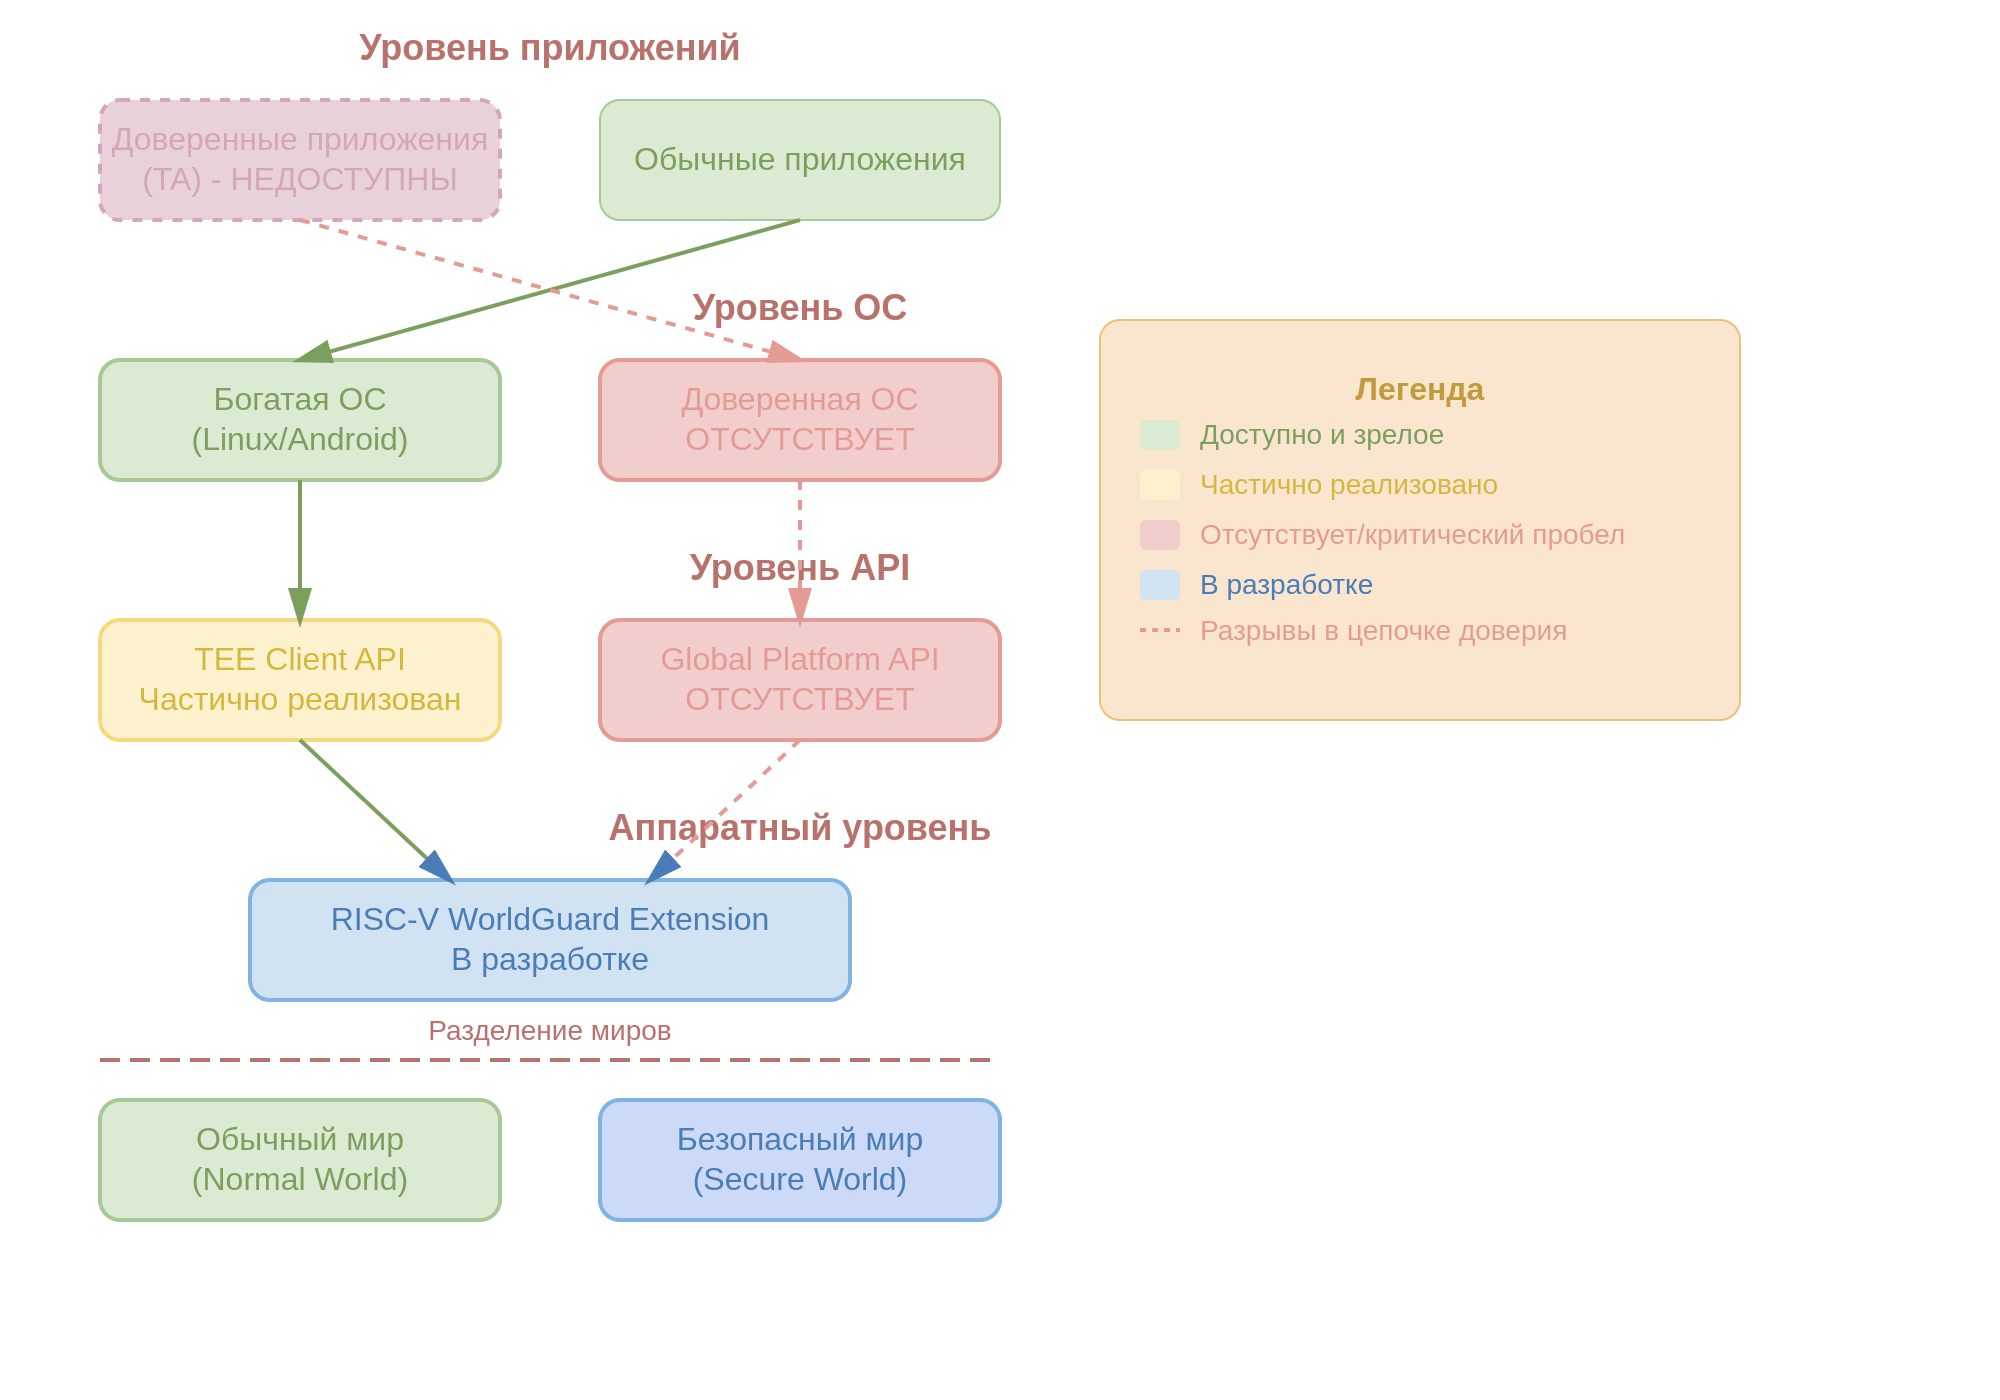 Уровень приложений
Доверенные приложения
(TA) - НЕДОСТУПНЫ
Обычные приложения
Уровень ОС
Богатая ОС
(Linux/Android)
Доверенная ОС
ОТСУТСТВУЕТ
Уровень API
TEE Client API
Частично реализован
Global Platform API
ОТСУТСТВУЕТ
Аппаратный уровень
RISC-V WorldGuard Extension
В разработке
Разделение миров
Обычный мир
(Normal World)
Безопасный мир
(Secure World)
Легенда
Доступно и зрелое
Частично реализовано
Отсутствует/критический пробел
В разработке
Разрывы в цепочке доверия